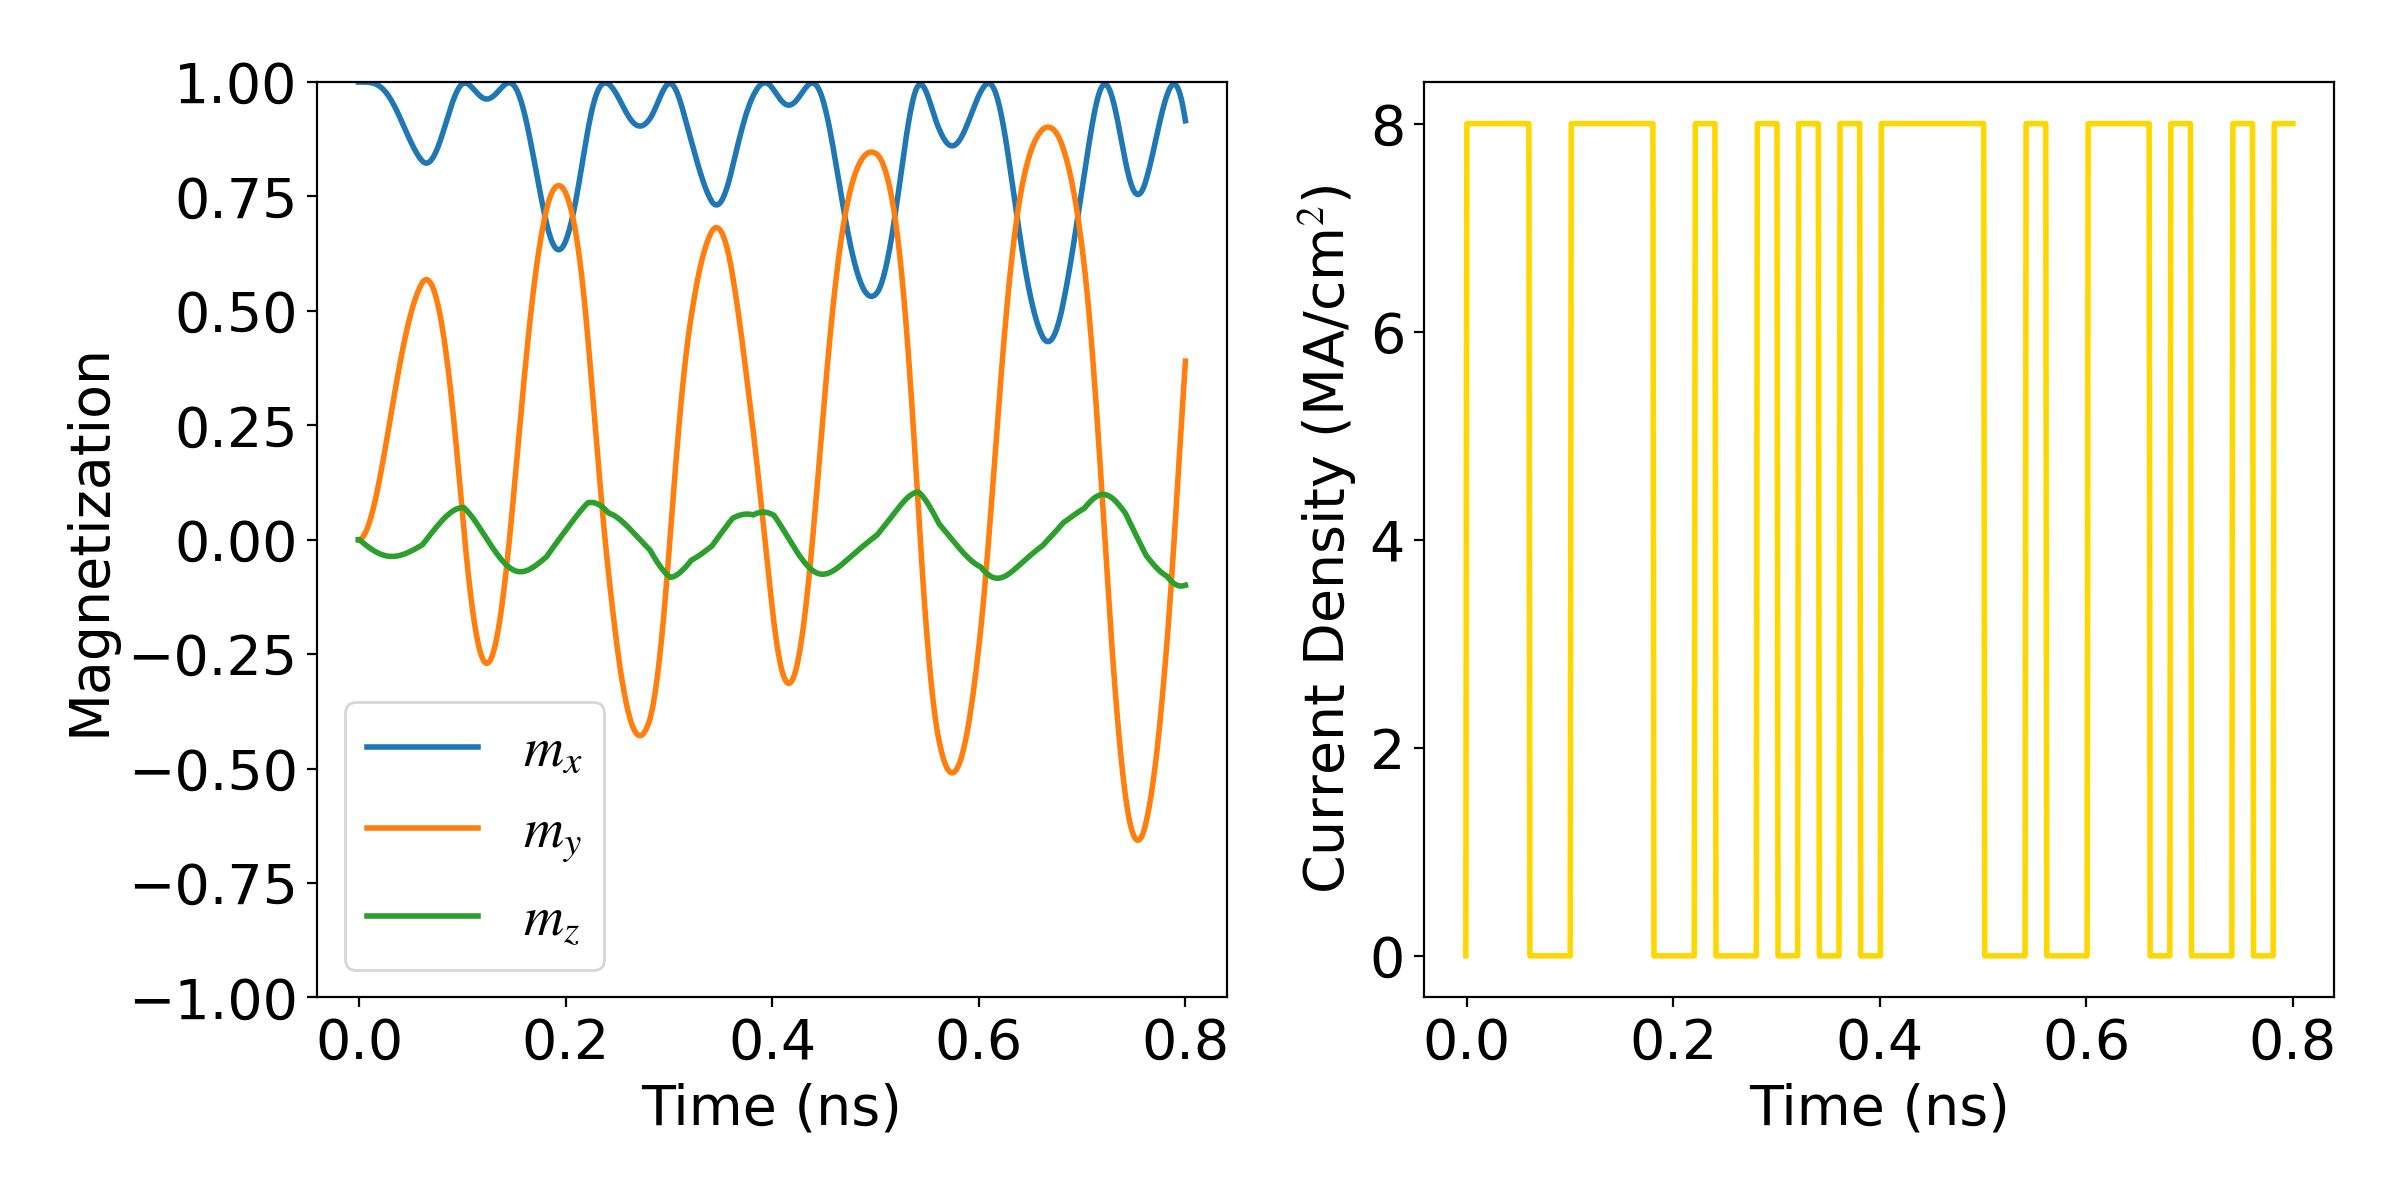 1.00
0.75
0.50
0.25
0.00
−0.25
−0.50
−0.75
−1.00
Magnetization
0.0 0.2 0.4 0.6 0.8
Time (ns)
m_x
m_y
m_z
8
6
4
2
0
Current Density (MA/cm²)
0.0 0.2 0.4 0.6 0.8
Time (ns)